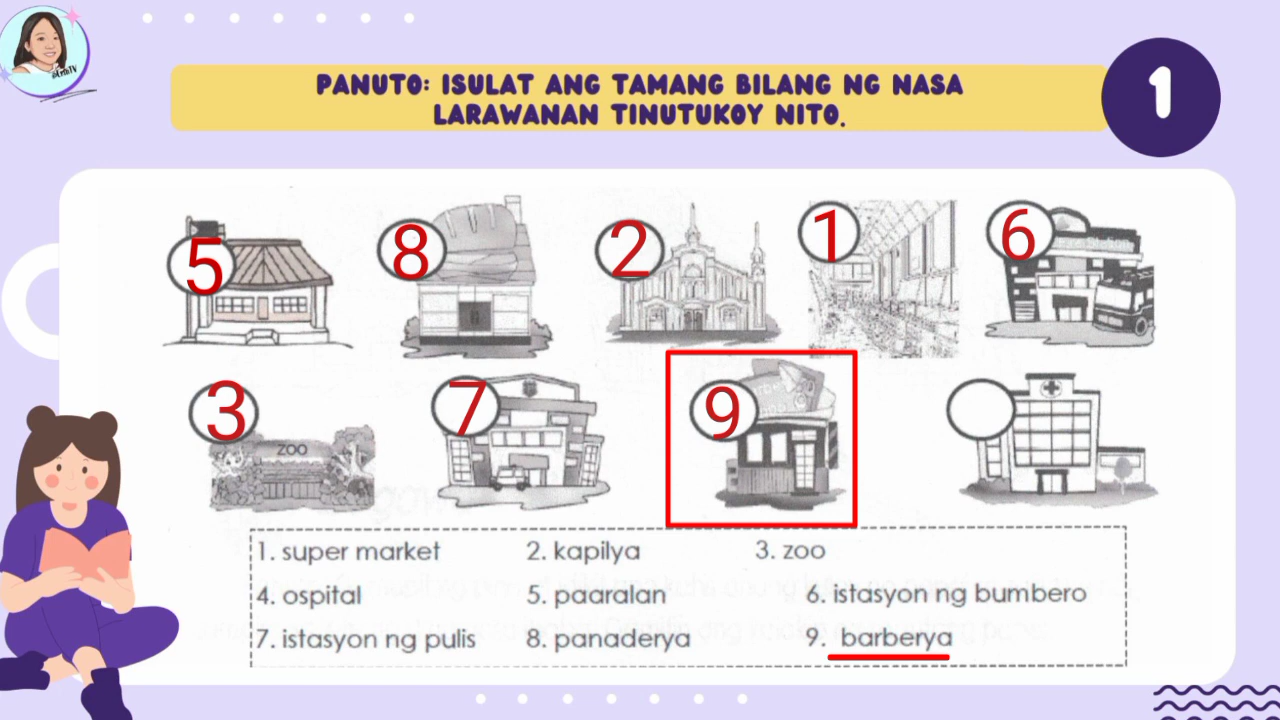 PANUTO: ISULAT ANG TAMANG BILANG NG NASA
LARAWANAN TINUTUKOY NITO.
1
5
8
2
1
6
3
ZOO
7
9
1. super market
2. kapilya
3. zoo
4. ospital
5. paaralan
6. istasyon ng bumbero
7. istasyon ng pulis
8. panaderya
9. barberya